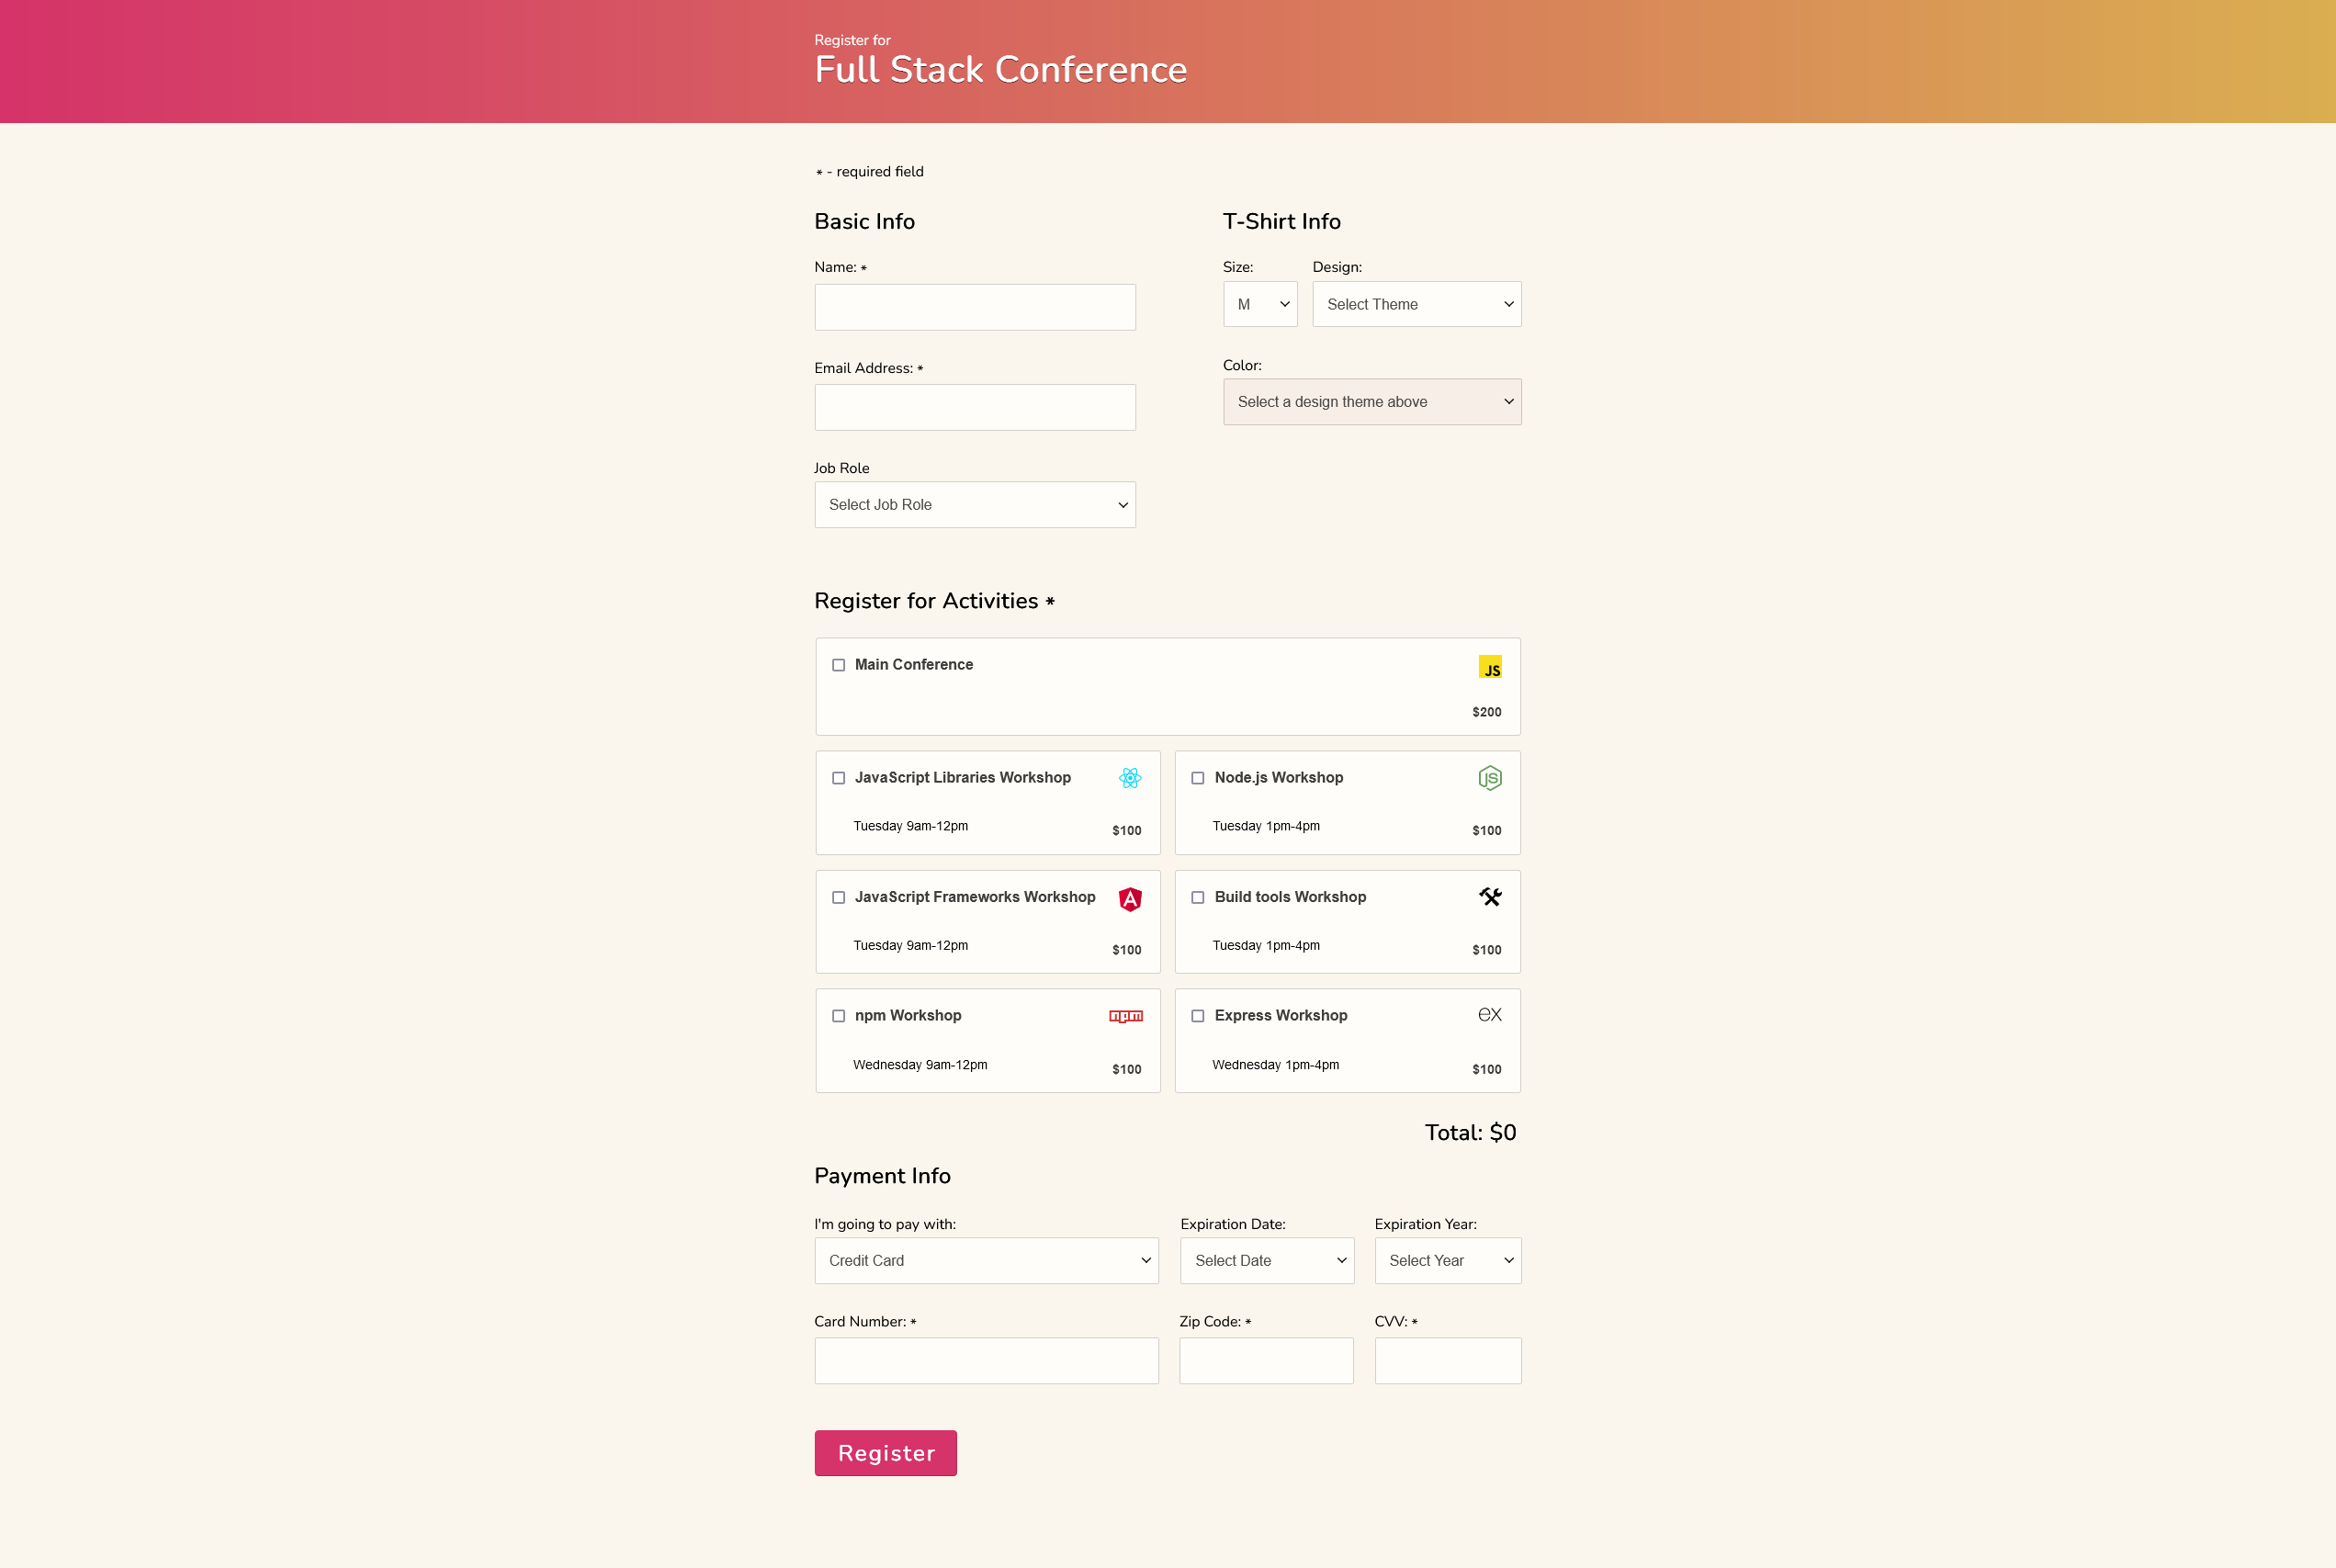 Register for
Full Stack Conference
* - required field
Basic Info
Name: *
Email Address: *
Job Role
Select Job Role
T-Shirt Info
Size:
M
Design:
Select Theme
Color:
Select a design theme above
Register for Activities *
Main Conference
JS
$200
JavaScript Libraries Workshop
Tuesday 9am-12pm
$100
Node.js Workshop
JS
Tuesday 1pm-4pm
$100
JavaScript Frameworks Workshop
A
Tuesday 9am-12pm
$100
Build tools Workshop
Tuesday 1pm-4pm
$100
npm Workshop
npm
Wednesday 9am-12pm
$100
Express Workshop
ex
Wednesday 1pm-4pm
$100
Total: $0
Payment Info
I'm going to pay with:
Credit Card
Expiration Date:
Select Date
Expiration Year:
Select Year
Card Number: *
Zip Code: *
CVV: *
Register